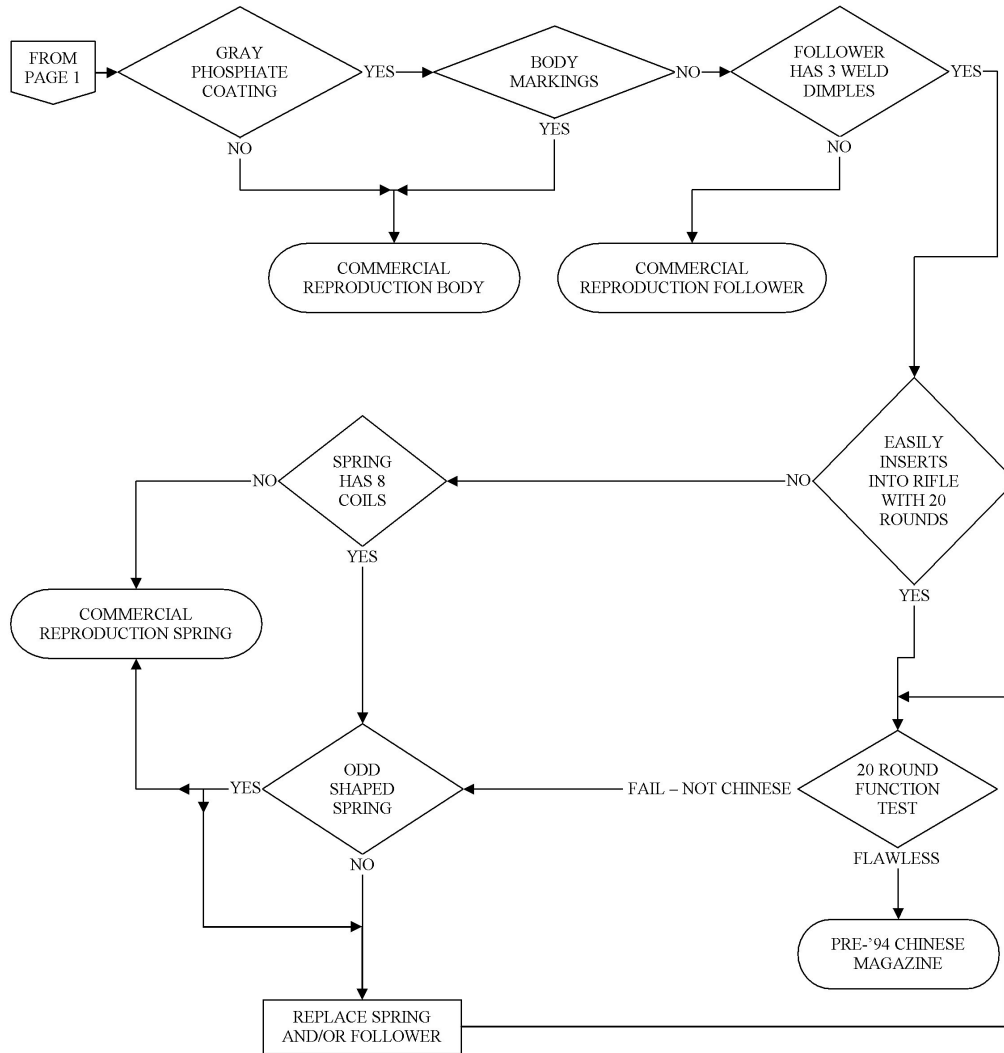 FROM
PAGE 1
GRAY
PHOSPHATE
COATING
YES
NO
BODY
MARKINGS
NO
YES
FOLLOWER
HAS 3 WELD
DIMPLES
YES
NO
COMMERCIAL
REPRODUCTION BODY
COMMERCIAL
REPRODUCTION FOLLOWER
EASILY
INSERTS
INTO RIFLE
WITH 20
ROUNDS
NO
YES
SPRING
HAS 8
COILS
NO
YES
COMMERCIAL
REPRODUCTION SPRING
ODD
SHAPED
SPRING
YES
NO
20 ROUND
FUNCTION
TEST
FAIL – NOT CHINESE
FLAWLESS
PRE-'94 CHINESE
MAGAZINE
REPLACE SPRING
AND/OR FOLLOWER